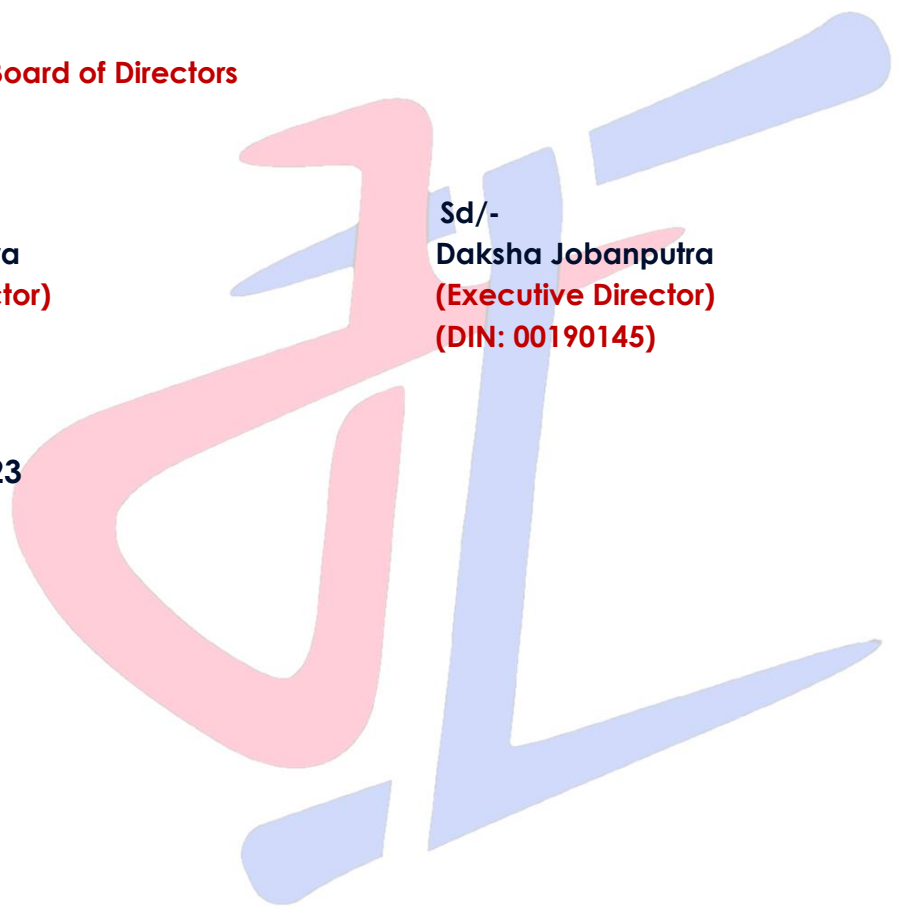 Board of Directors
Sd/-
Daksha Jobanputra
(Executive Director)
(DIN: 00190145)